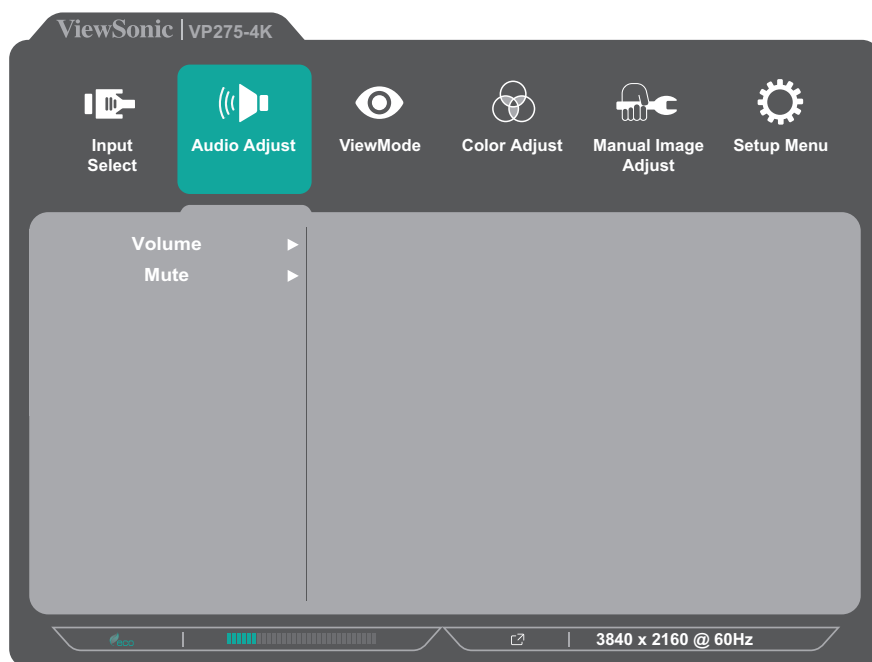 ViewSonic | VP275-4K
Input
Select
Audio Adjust
ViewMode
Color Adjust
Manual Image
Adjust
Setup Menu
Volume
Mute
eco
3840 x 2160 @ 60Hz